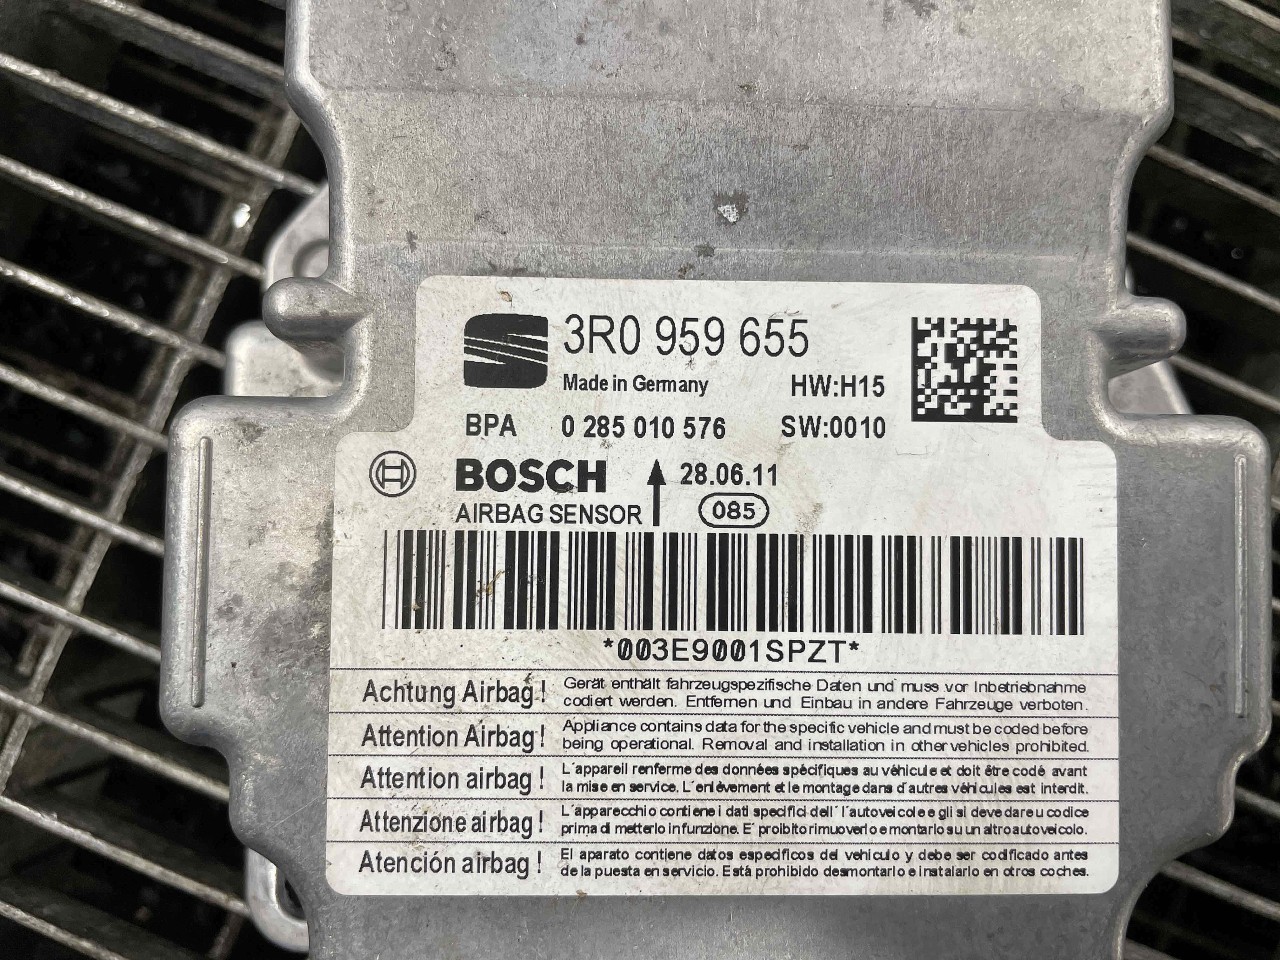 3R0 959 655
Made in Germany HW:H15
BPA 0 285 010 576 SW:0010
BOSCH 28.06.11
AIRBAG SENSOR 085
*003E9001SPZT*
Achtung Airbag! Gerät enthält fahrzeugspezifische Daten und muss vor Inbetriebnahme
codiert werden. Entfernen und Einbau in andere Fahrzeuge verboten.
Attention Airbag! Appliance contains data for the specific vehicle and must be coded before
being operational. Removal and installation in other vehicles prohibited.
Attention airbag! L'appareil renferme des données spécifiques au véhicule et doit être codé avant
la mise en service. L'enlévement et le montage dans d'autres véhicules est interdit.
Attenzione airbag! L'apparecchio contiene i dati specifici dell' l'autoveicolo e gli si deve dare u codice
prima di metterlo in funzione. E' proibito rimuoverlo e montarlo su un altro autoveicolo.
Atención airbag! El aparato contiene datos específicos del vehículo y debe ser codificado antes
de la puesta en servicio. Está prohibido desmontarlo e instalarlo en otros coches.